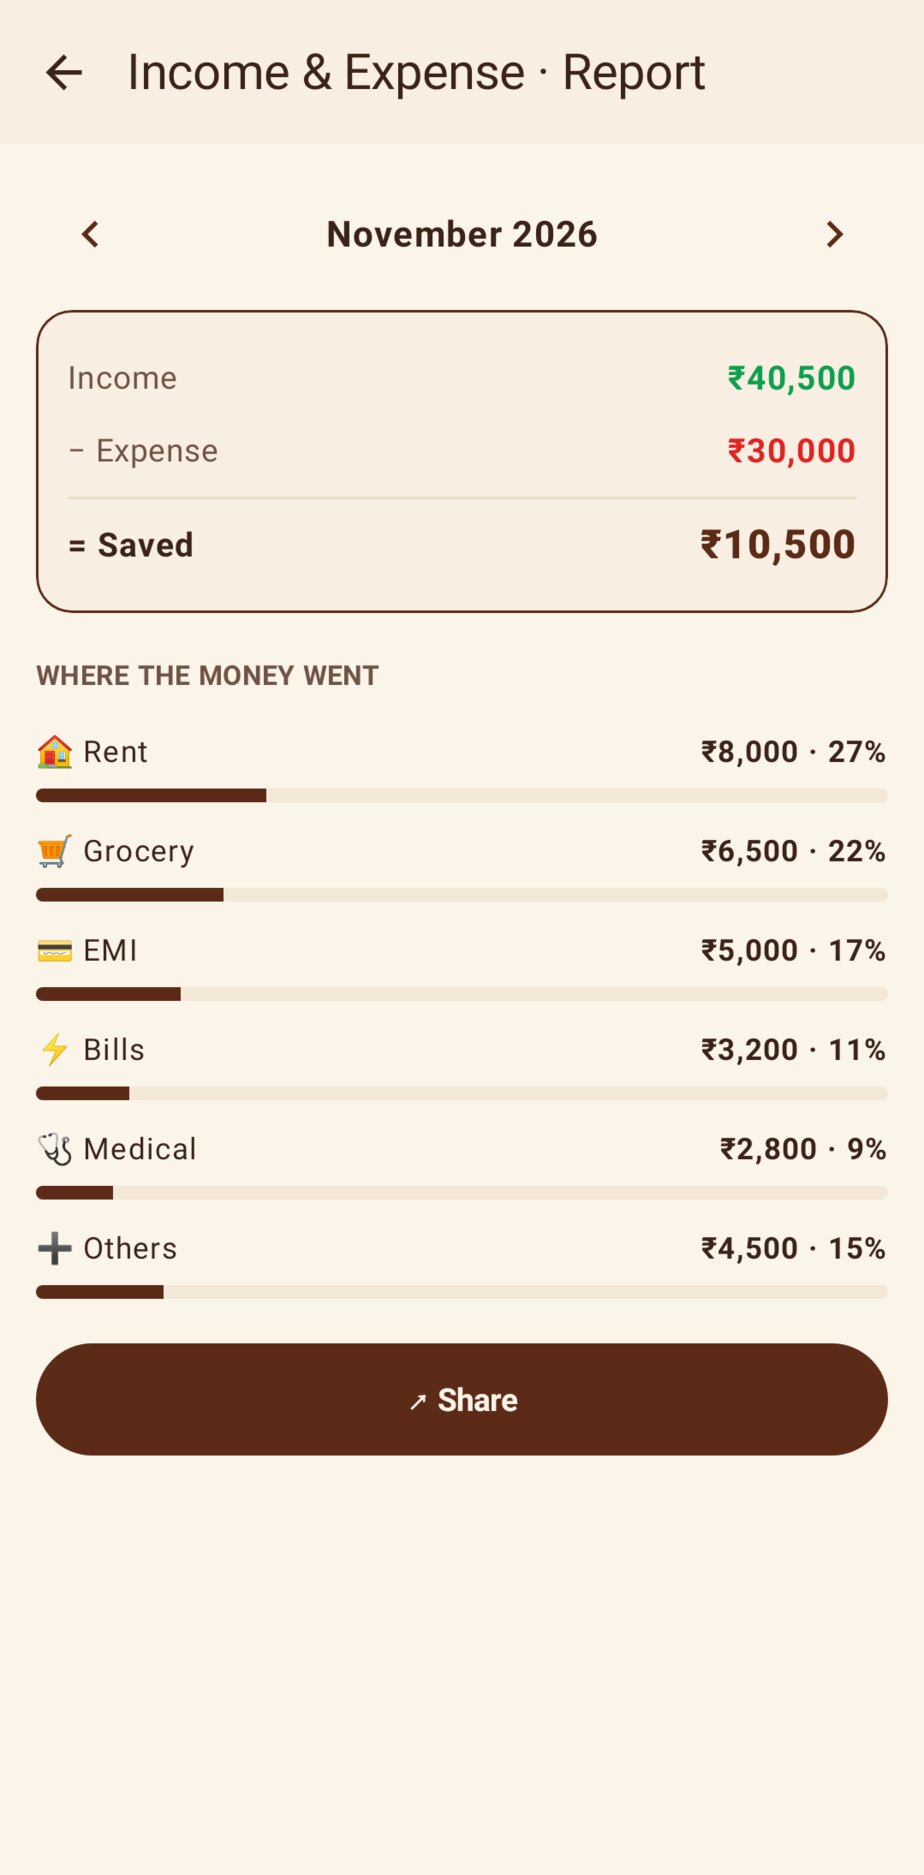 Income & Expense · Report
November 2026
Income ₹40,500
− Expense ₹30,000
= Saved ₹10,500
WHERE THE MONEY WENT
Rent ₹8,000 · 27%
Grocery ₹6,500 · 22%
EMI ₹5,000 · 17%
Bills ₹3,200 · 11%
Medical ₹2,800 · 9%
Others ₹4,500 · 15%
↗ Share